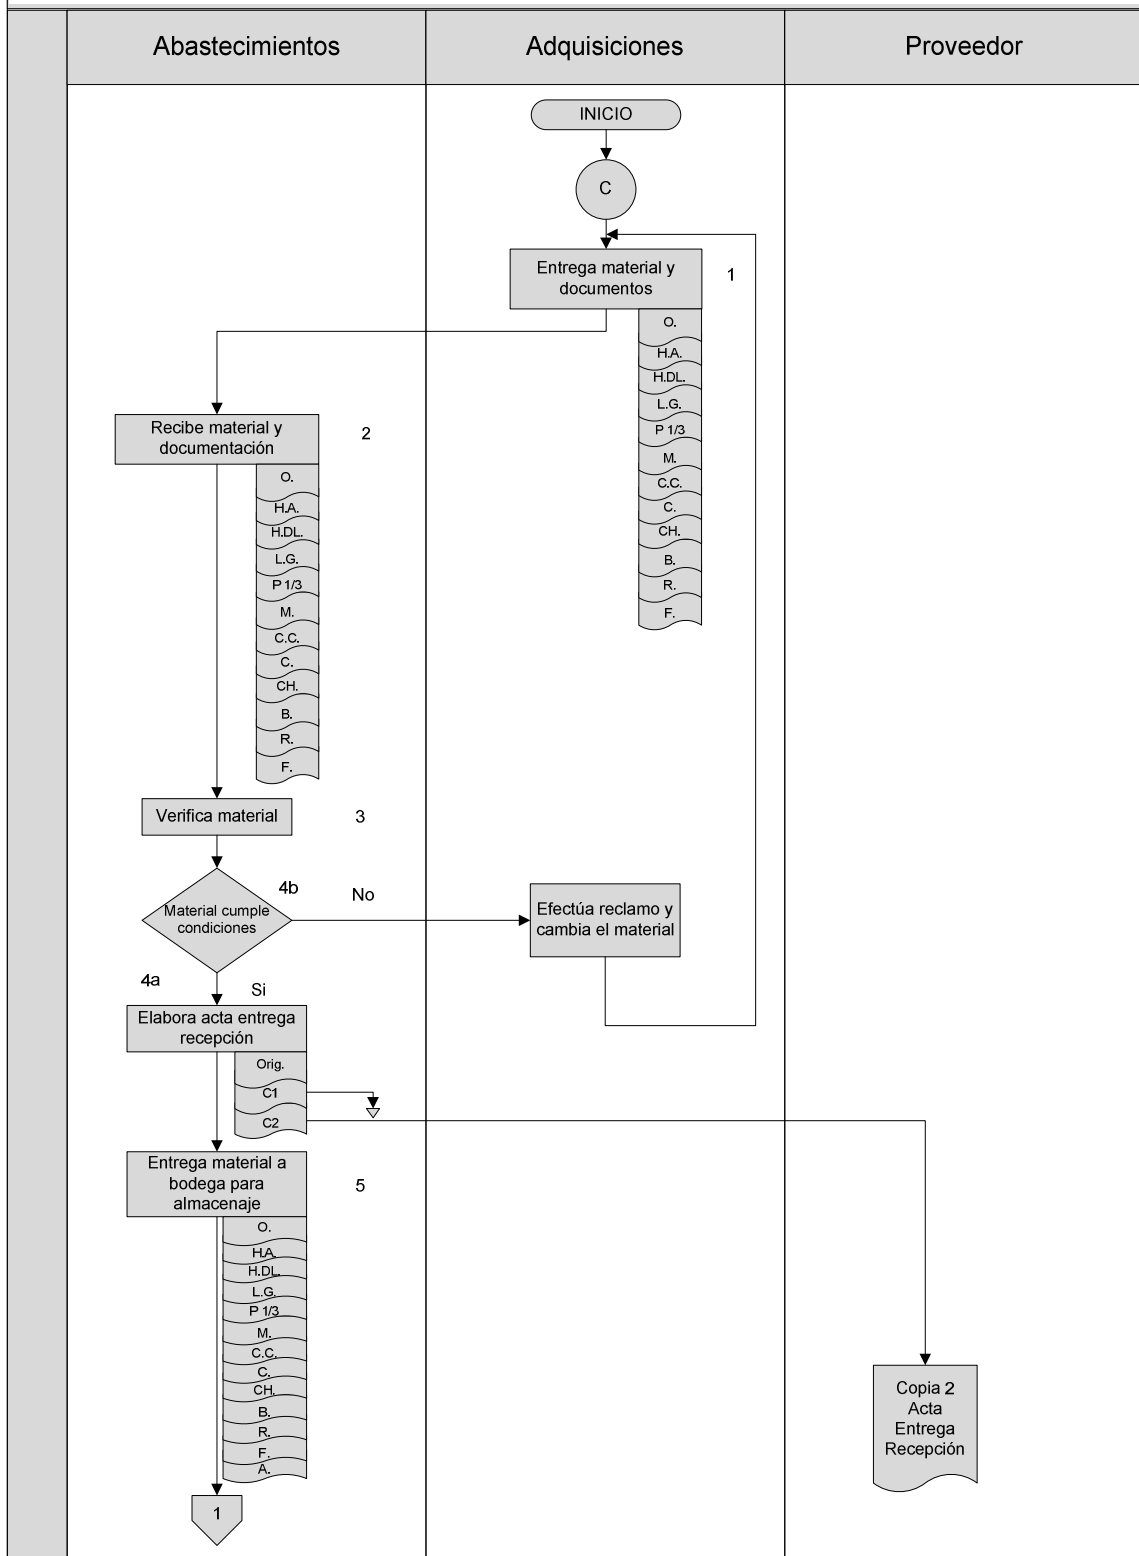 Abastecimientos
Adquisiciones
Proveedor
INICIO
C
Entrega material y
documentos
1
O.
H.A.
H.DL.
L.G.
P 1/3
M.
C.C.
C.
CH.
B.
R.
F.
Recibe material y
documentación
2
O.
H.A.
H.DL.
L.G.
P 1/3
M.
C.C.
C.
CH.
B.
R.
F.
Verifica material
3
4b
No
Material cumple
condiciones
Efectúa reclamo y
cambia el material
4a
Si
Elabora acta entrega
recepción
Orig.
C1
C2
Entrega material a
bodega para
almacenaje
5
O.
H.A.
H.DL.
L.G.
P 1/3
M.
C.C.
C.
CH.
B.
R.
F.
A.
Copia 2
Acta
Entrega
Recepción
1